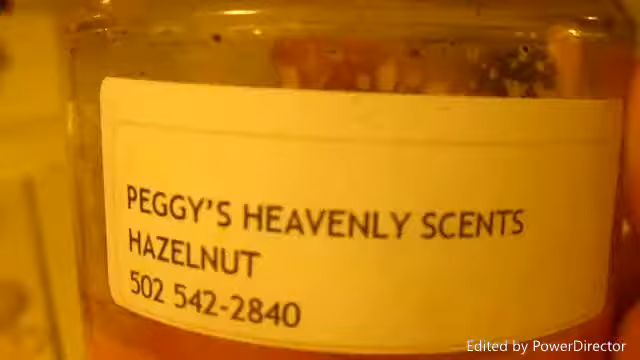 PEGGY'S HEAVENLY SCENTS
HAZELNUT
502 542-2840
Edited by PowerDirector